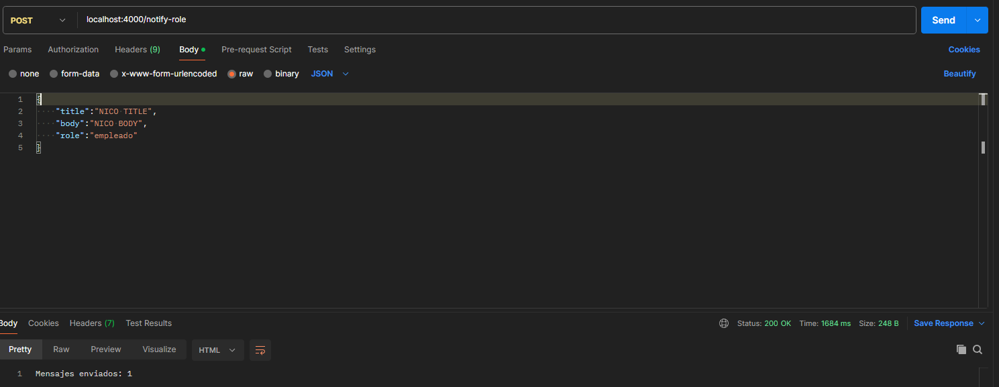 POST localhost:4000/notify-role Send
Params Authorization Headers (9) Body Pre-request Script Tests Settings Cookies
none form-data x-www-form-urlencoded raw binary JSON Beautify
1 {
2 "title":"NICO TITLE",
3 "body":"NICO BODY",
4 "role":"empleado"
5 }
Body Cookies Headers (7) Test Results Status: 200 OK Time: 1684 ms Size: 248 B Save Response
Pretty Raw Preview Visualize HTML
1 Mensajes enviados: 1